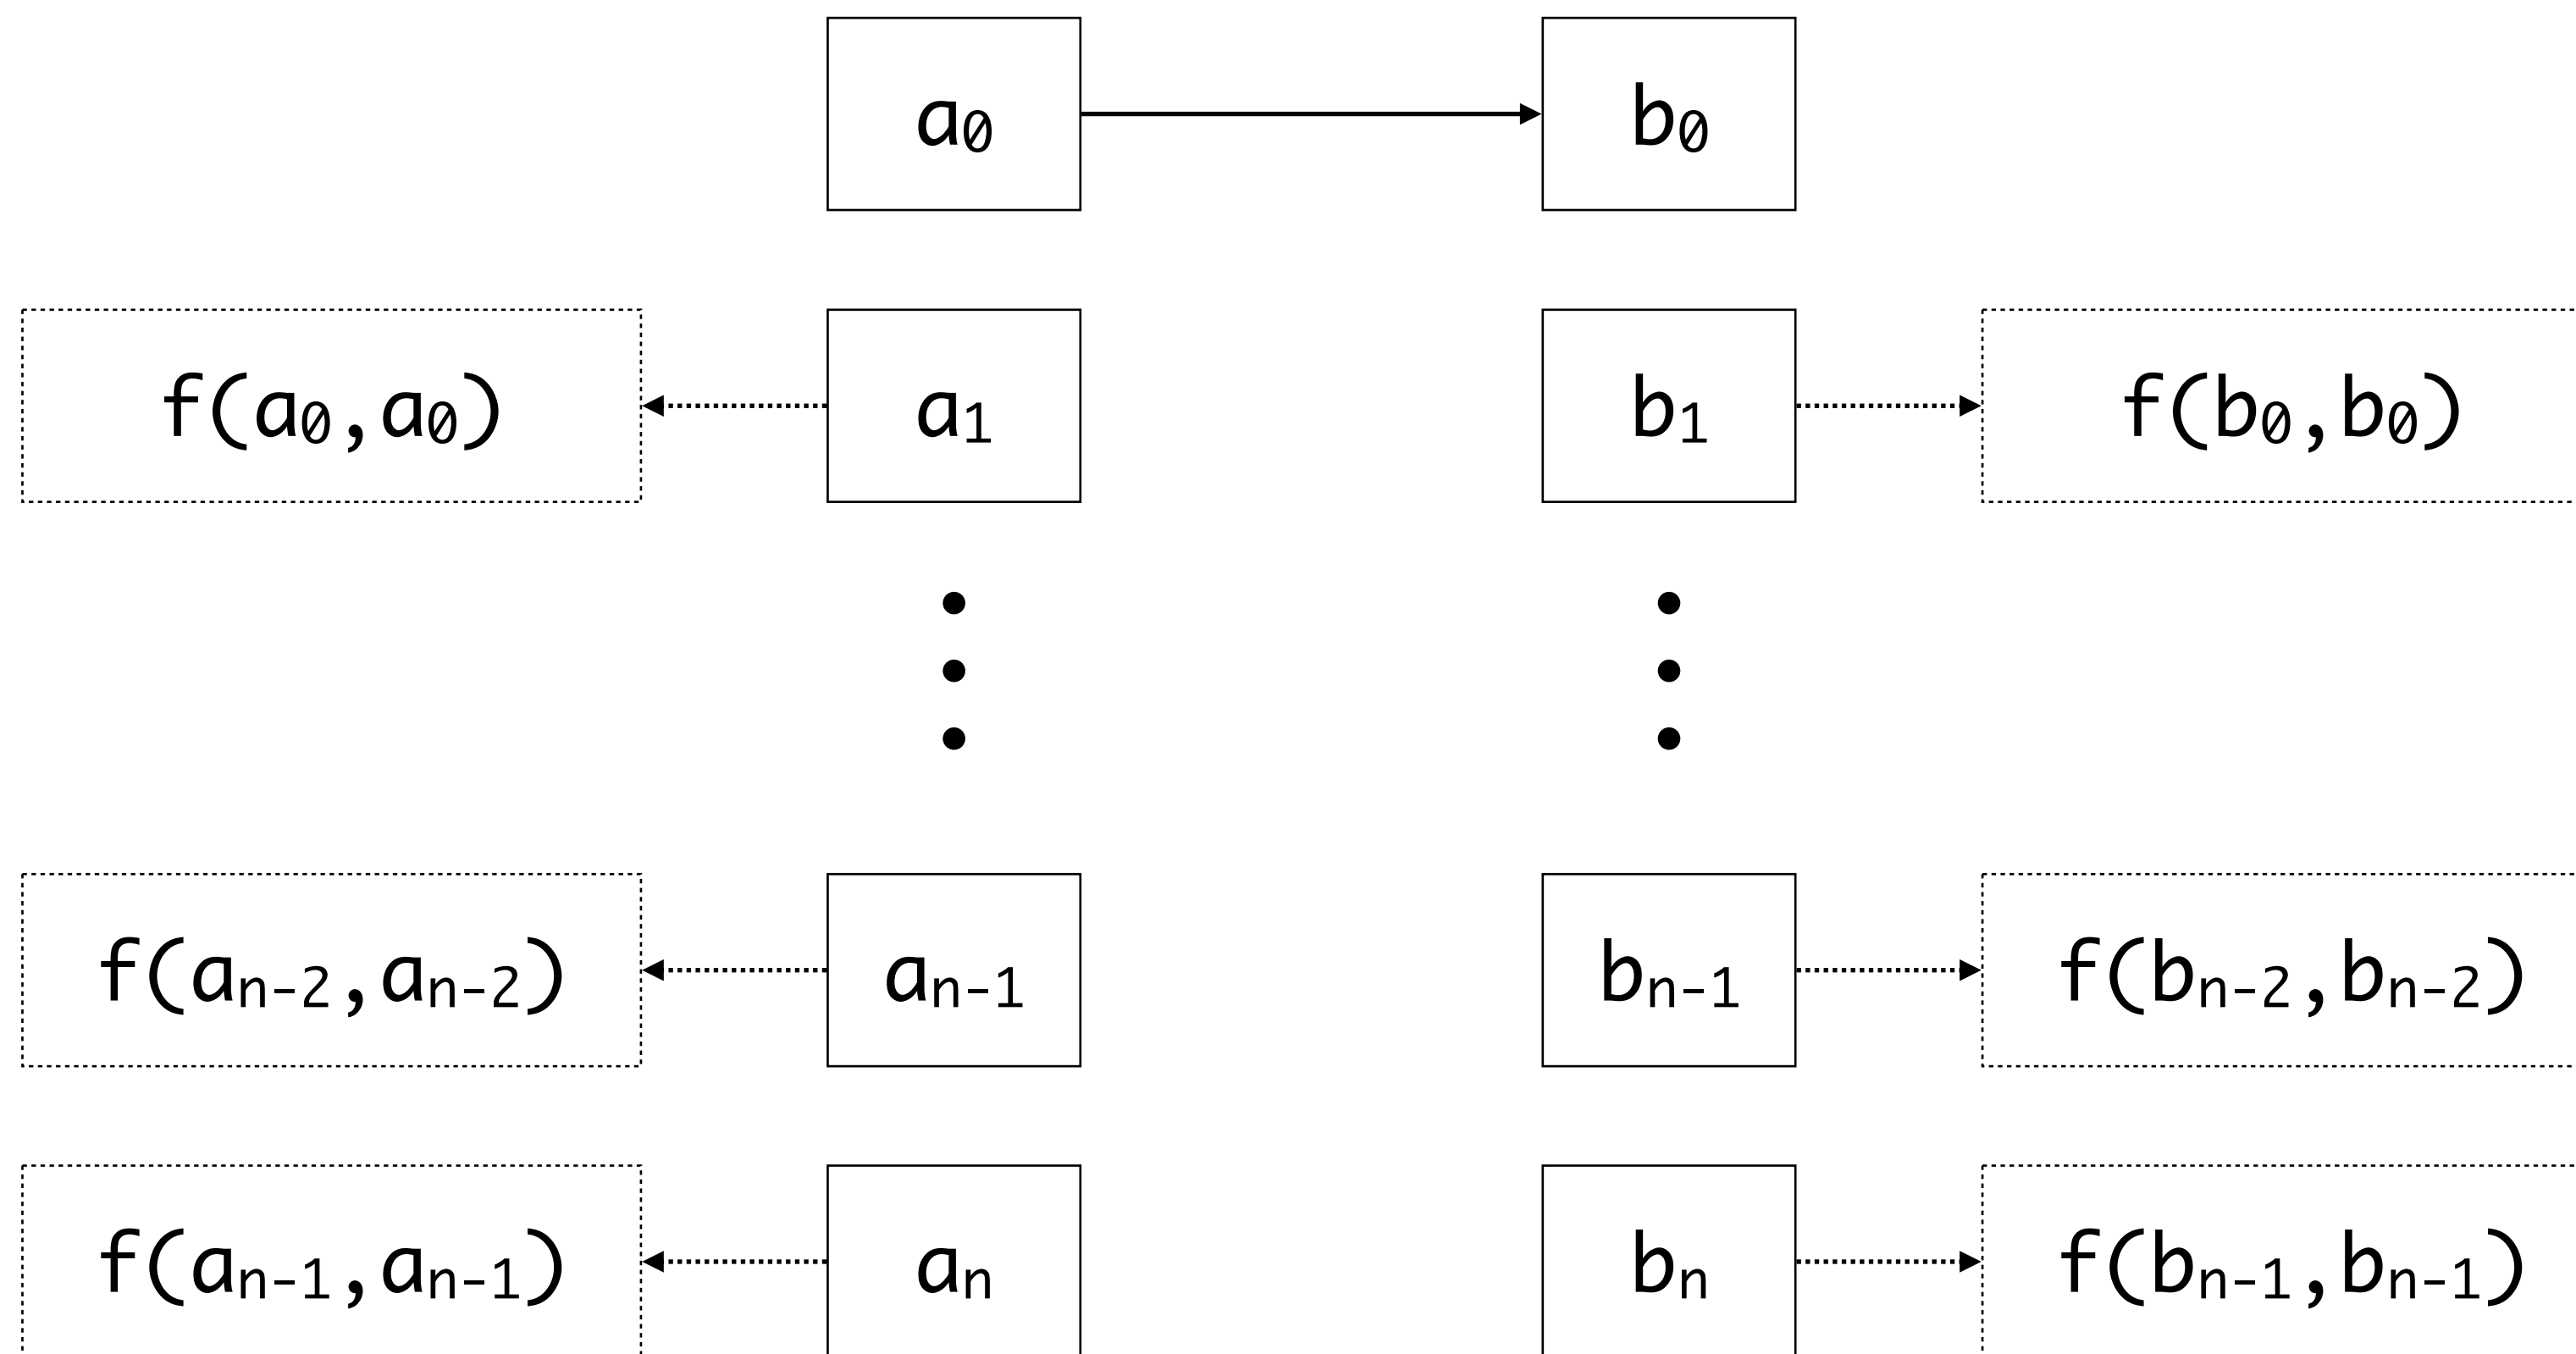 a₀ b₀
f(a₀,a₀) a₁ b₁ f(b₀,b₀)
f(aₙ₋₂,aₙ₋₂) aₙ₋₁ bₙ₋₁ f(bₙ₋₂,bₙ₋₂)
f(aₙ₋₁,aₙ₋₁) aₙ bₙ f(bₙ₋₁,bₙ₋₁)